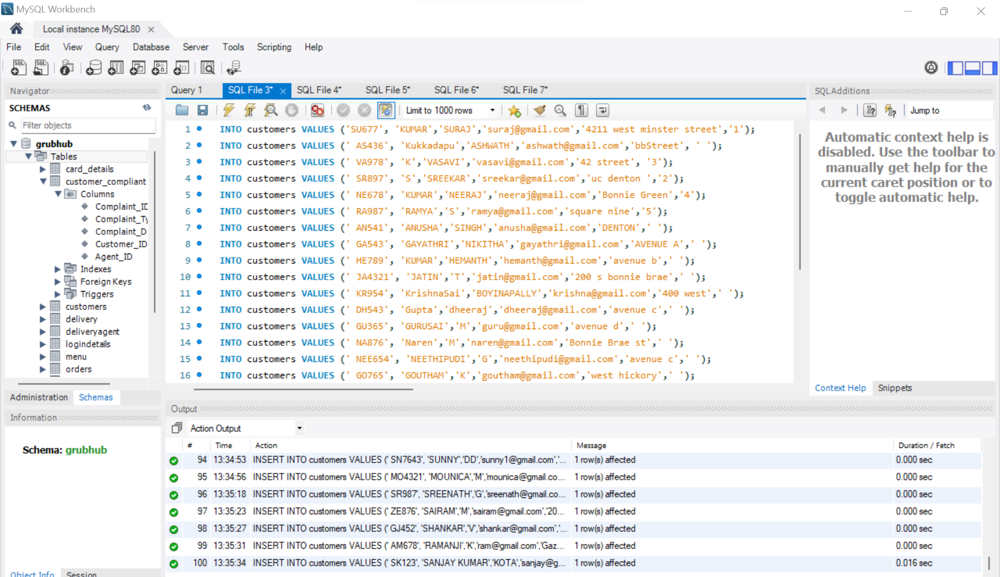 MySQL Workbench
Local instance MySQL80
File Edit View Query Database Server Tools Scripting Help
Navigator
SCHEMAS
Filter objects
grubhub
Tables
card_details
customer_compliant
Columns
Complaint_ID
Complaint_Ty
Complaint_D
Customer_ID
Agent_ID
Indexes
Foreign Keys
Triggers
customers
delivery
deliveryagent
logindetails
menu
orders
Administration Schemas
Information
Schema: grubhub
Object Info Session
Query 1 SQL File 3* SQL File 4* SQL File 5* SQL File 6* SQL File 7*
Limit to 1000 rows
1 INTO customers VALUES ('SU677', 'KUMAR','SURAJ','suraj@gmail.com','4211 west minster street','1');
2 INTO customers VALUES (' AS436', 'Kukkadapu','ASHWATH','ashwath@gmail.com','bbStreet', ' ');
3 INTO customers VALUES (' VA978', 'K','VASAVI','vasavi@gmail.com','42 street', '3');
4 INTO customers VALUES (' SR897', 'S','SREEKAR','sreekar@gmail.com','uc denton ','2');
5 INTO customers VALUES (' NE678', 'KUMAR','NEERAJ','neeraj@gmail.com','Bonnie Green','4');
6 INTO customers VALUES (' RA987', 'RAMYA','S','ramya@gmail.com','square nine','5');
7 INTO customers VALUES (' AN541', 'ANUSHA','SINGH','anusha@gmail.com','DENTON',' ');
8 INTO customers VALUES (' GA543', 'GAYATHRI','NIKITHA','gayathri@gmail.com','AVENUE A',' ');
9 INTO customers VALUES (' HE789', 'KUMAR','HEMANTH','hemanth@gmail.com','avenue b',' ');
10 INTO customers VALUES (' JA4321', 'JATIN','T','jatin@gmail.com','200 s bonnie brae',' ');
11 INTO customers VALUES (' KR954', 'KrishnaSai','BOYINAPALLY','krishna@gmail.com','400 west',' ');
12 INTO customers VALUES (' DH543', 'Gupta','dheeraj','dheeraj@gmail.com','avenue c',' ');
13 INTO customers VALUES (' GU365', 'GURUSAI','M','guru@gmail.com','avenue d',' ');
14 INTO customers VALUES (' NA876', 'Naren','M','naren@gmail.com','Bonnie Brae st',' ');
15 INTO customers VALUES (' NEE654', 'NEETHIPUDI','G','neethipudi@gmail.com','avenue c',' ');
16 INTO customers VALUES (' GO765', 'GOUTHAM','K','goutham@gmail.com','west hickory',' ');
SQLAdditions
Jump to
Automatic context help is
disabled. Use the toolbar to
manually get help for the
current caret position or to
toggle automatic help.
Context Help Snippets
Output
Action Output
# Time Action Message Duration / Fetch
94 13:34:53 INSERT INTO customers VALUES (' SN7643', 'SUNNY','DD','sunny1@gmail.com','... 1 row(s) affected 0.000 sec
95 13:34:56 INSERT INTO customers VALUES (' MO4321', 'MOUNICA','M','mounica@gmail.co... 1 row(s) affected 0.000 sec
96 13:35:18 INSERT INTO customers VALUES (' SR987', 'SREENATH','G','sreenath@gmail.co... 1 row(s) affected 0.000 sec
97 13:35:23 INSERT INTO customers VALUES (' ZE876', 'SAIRAM','M','sairam@gmail.com','20... 1 row(s) affected 0.000 sec
98 13:35:27 INSERT INTO customers VALUES (' GJ452', 'SHANKAR','V','shankar@gmail.com','... 1 row(s) affected 0.000 sec
99 13:35:31 INSERT INTO customers VALUES (' AM678', 'RAMANJI','K','ram@gmail.com','Gaz... 1 row(s) affected 0.000 sec
100 13:35:34 INSERT INTO customers VALUES (' SK123', 'SANJAY KUMAR','KOTA','sanjay@g... 1 row(s) affected 0.016 sec